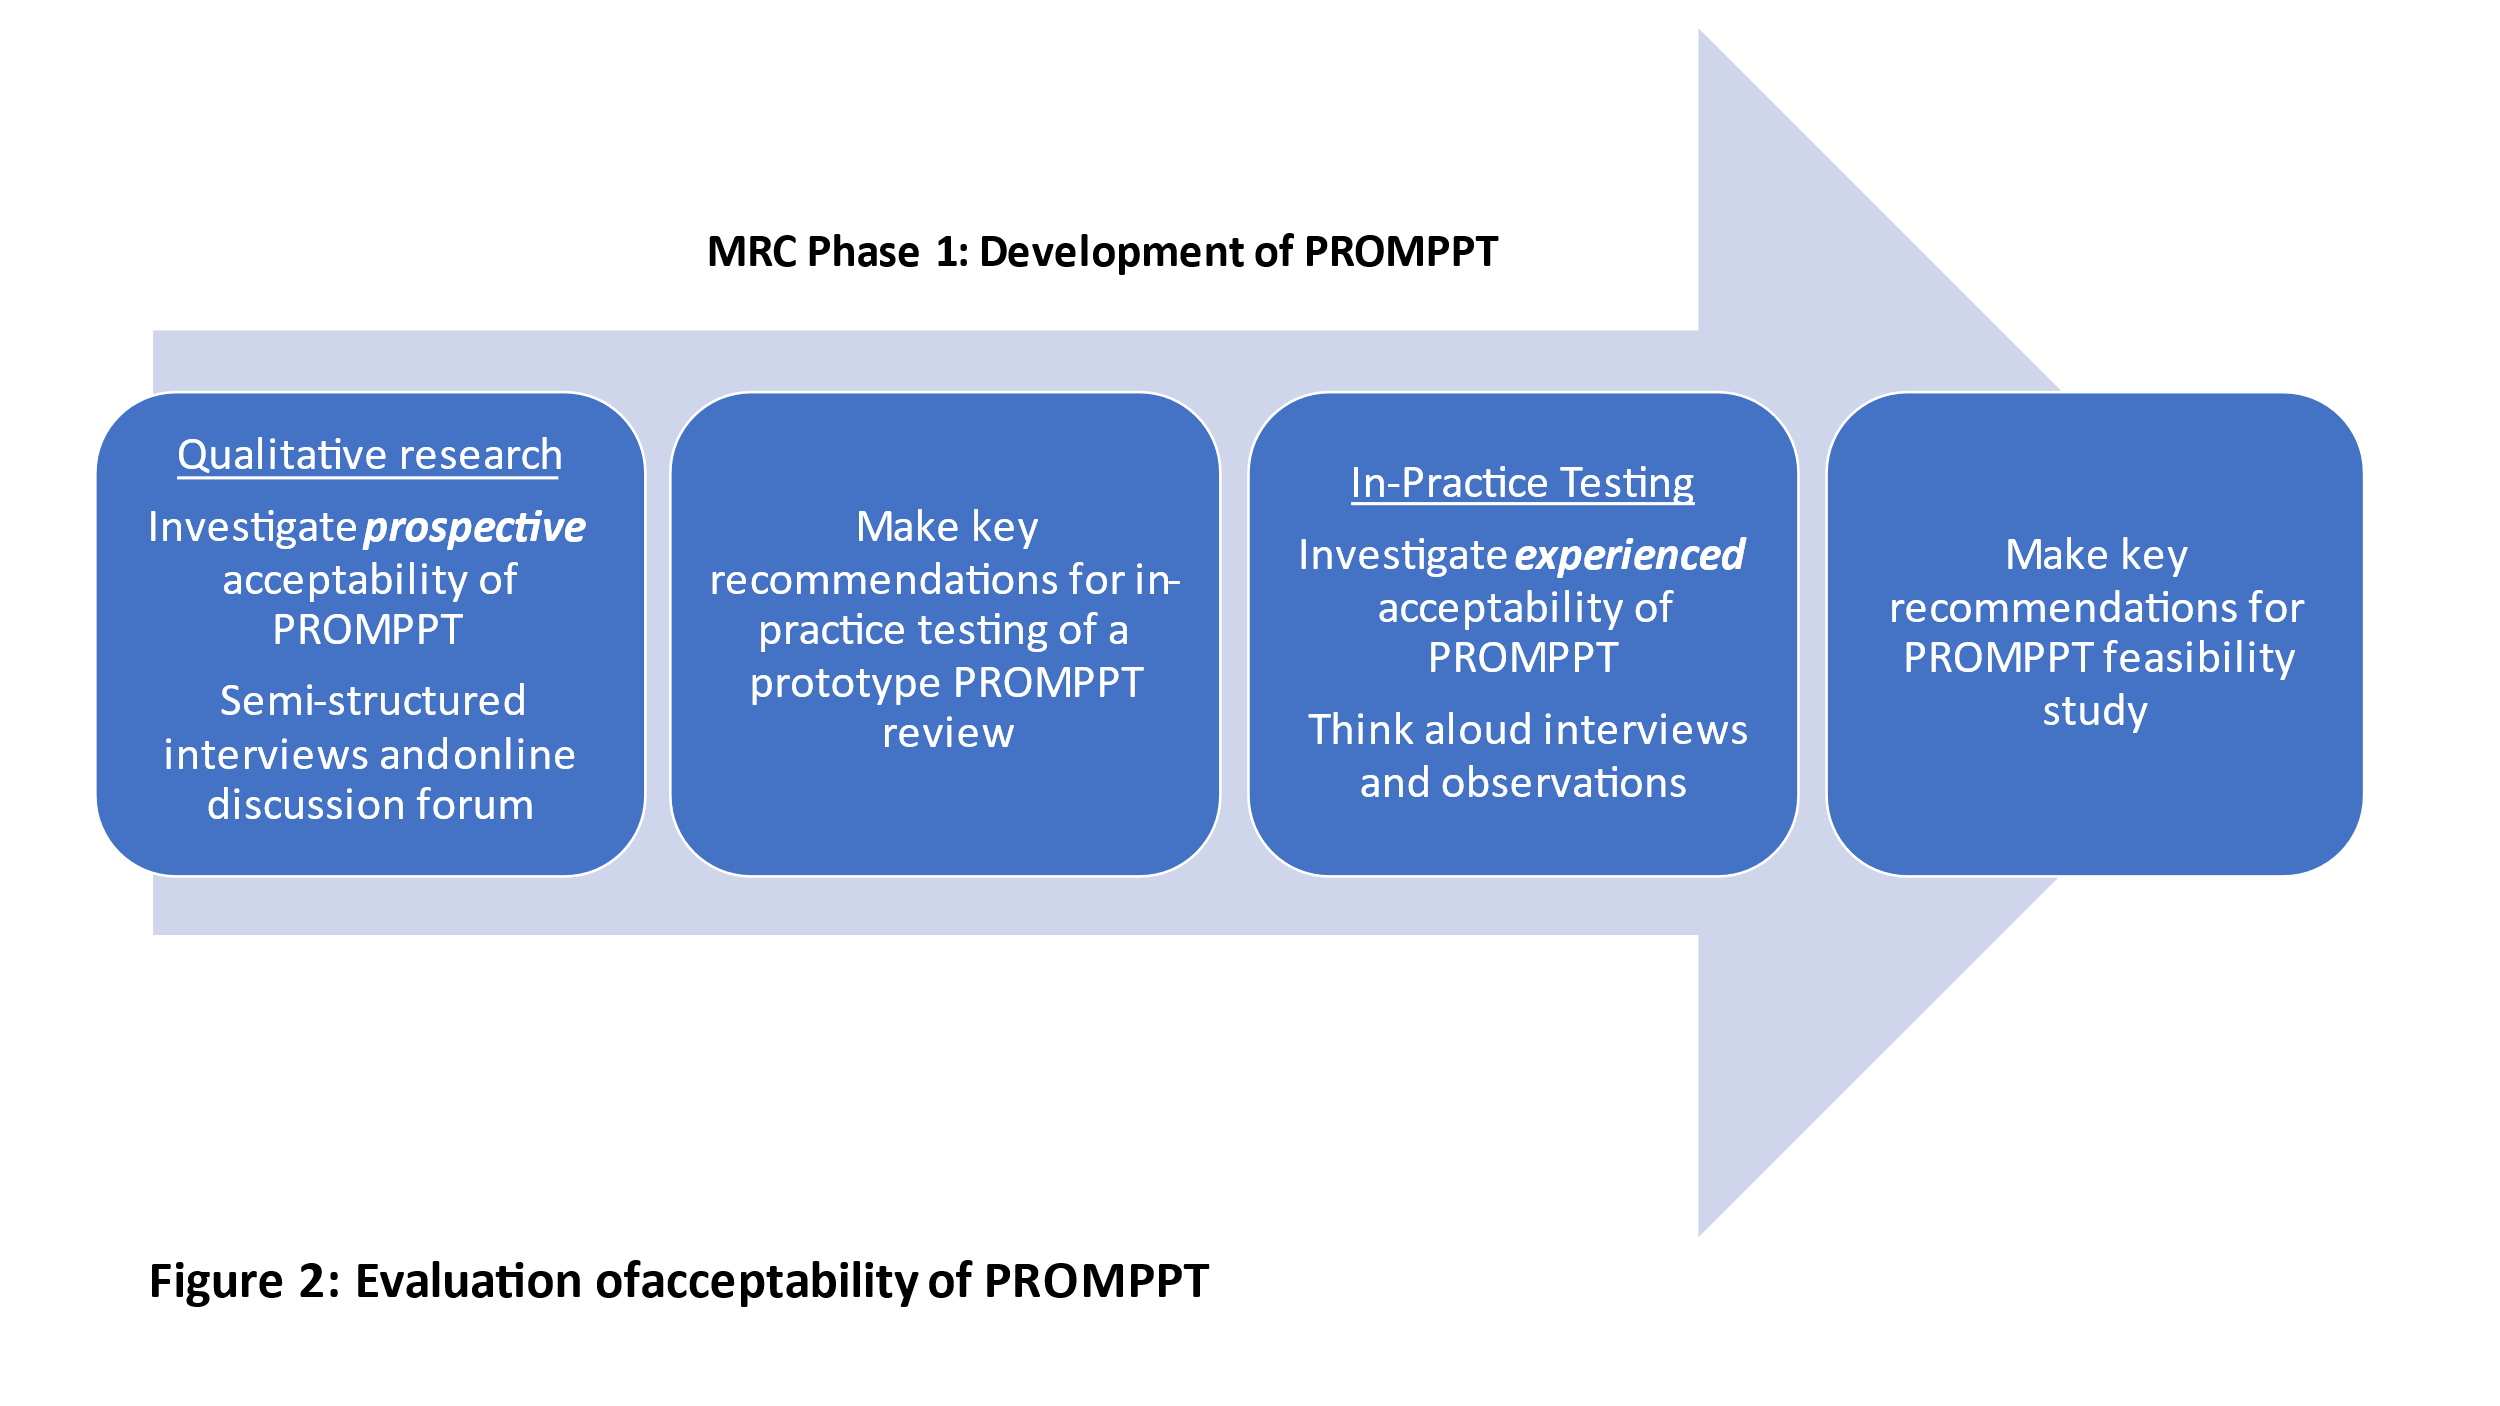 MRC Phase 1: Development of PROMPPT
Qualitative research
Investigate prospective
acceptability of
PROMPPT
Semi-structured
interviews andonline
discussion forum
Make key
recommendations for in-
practice testing of a
prototype PROMPPT
review
In-Practice Testing
Investigate experienced
acceptability of
PROMPPT
Think aloud interviews
and observations
Make key
recommendations for
PROMPPT feasibility
study
Figure 2: Evaluation ofacceptability of PROMPPT